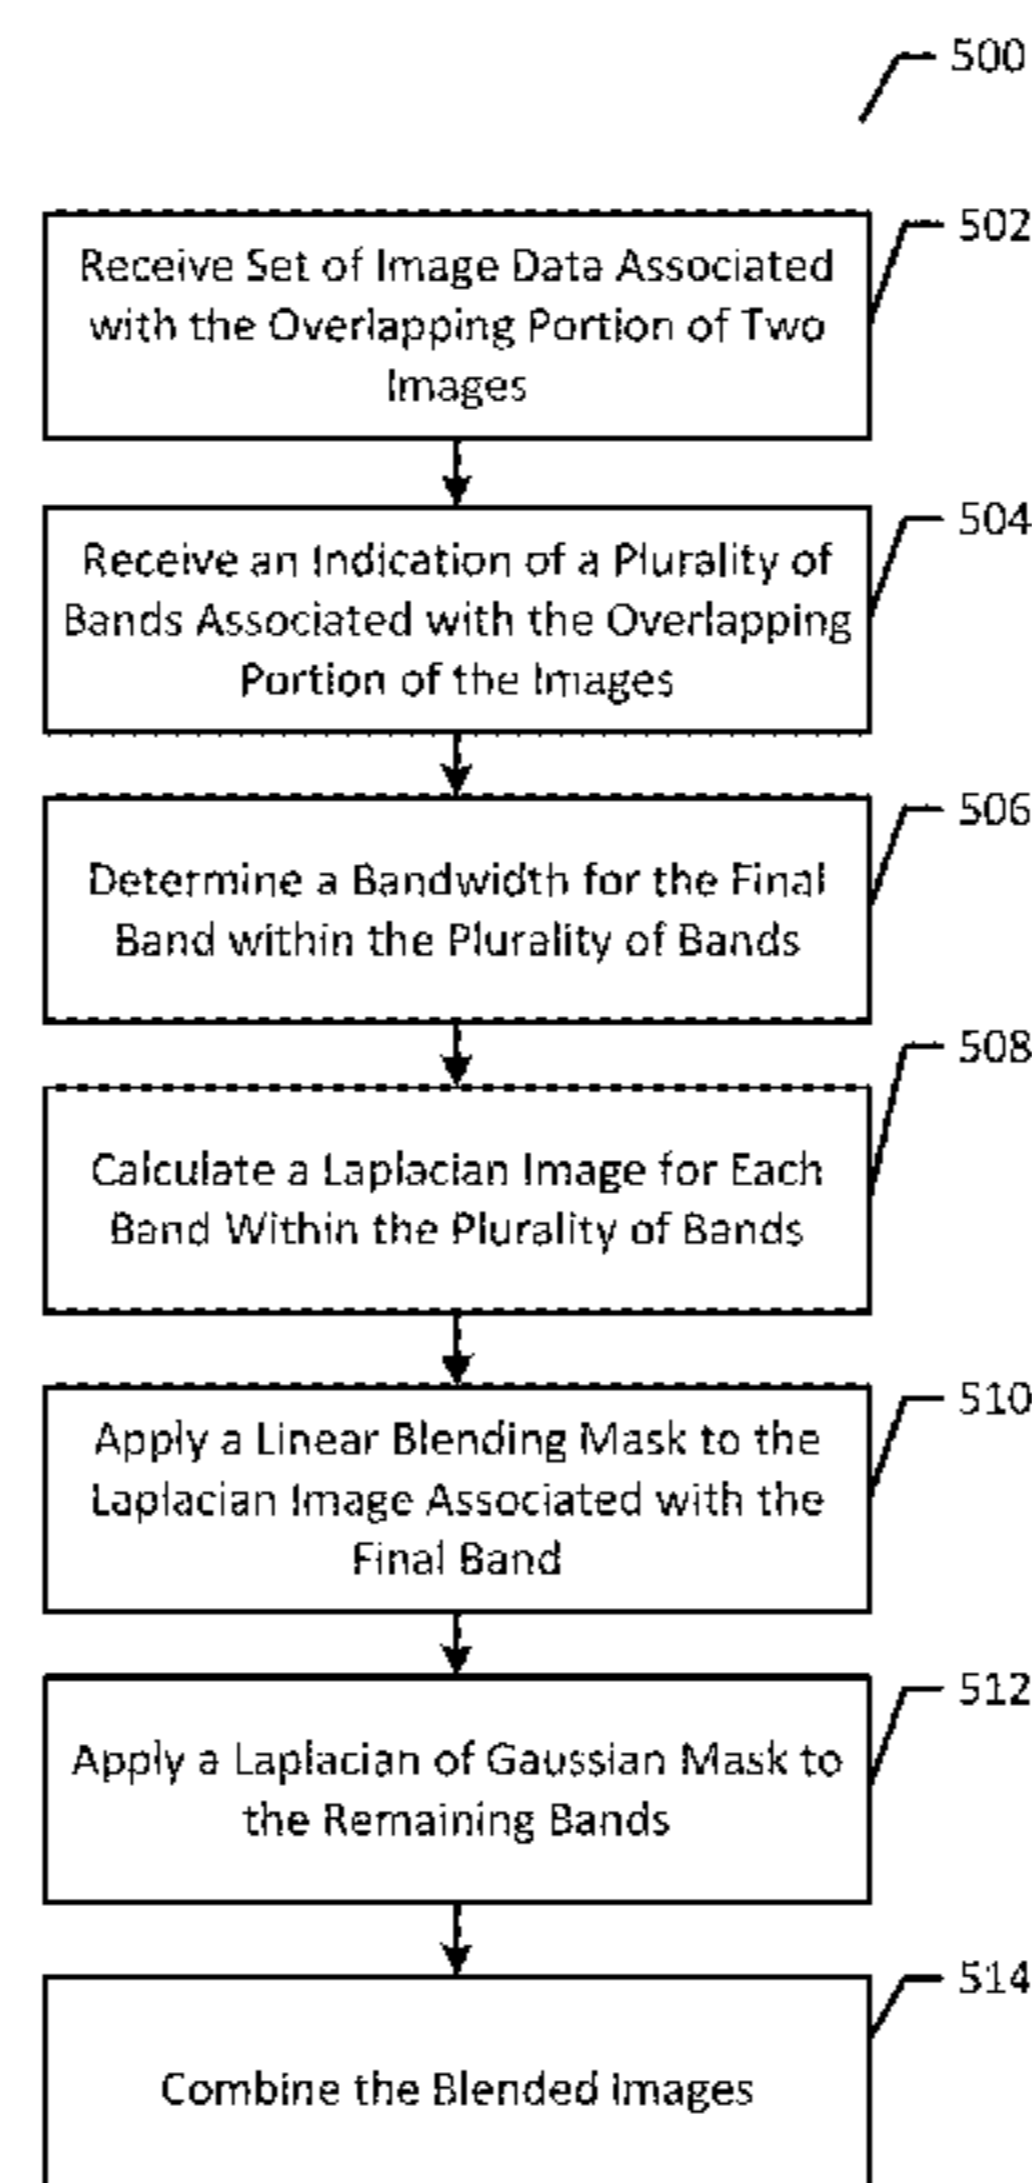 500
502
Receive Set of Image Data Associated
with the Overlapping Portion of Two
Images
504
Receive an Indication of a Plurality of
Bands Associated with the Overlapping
Portion of the Images
506
Determine a Bandwidth for the Final
Band within the Plurality of Bands
508
Calculate a Laplacian Image for Each
Band Within the Plurality of Bands
510
Apply a Linear Blending Mask to the
Laplacian Image Associated with the
Final Band
512
Apply a Laplacian of Gaussian Mask to
the Remaining Bands
514
Combine the Blended Images